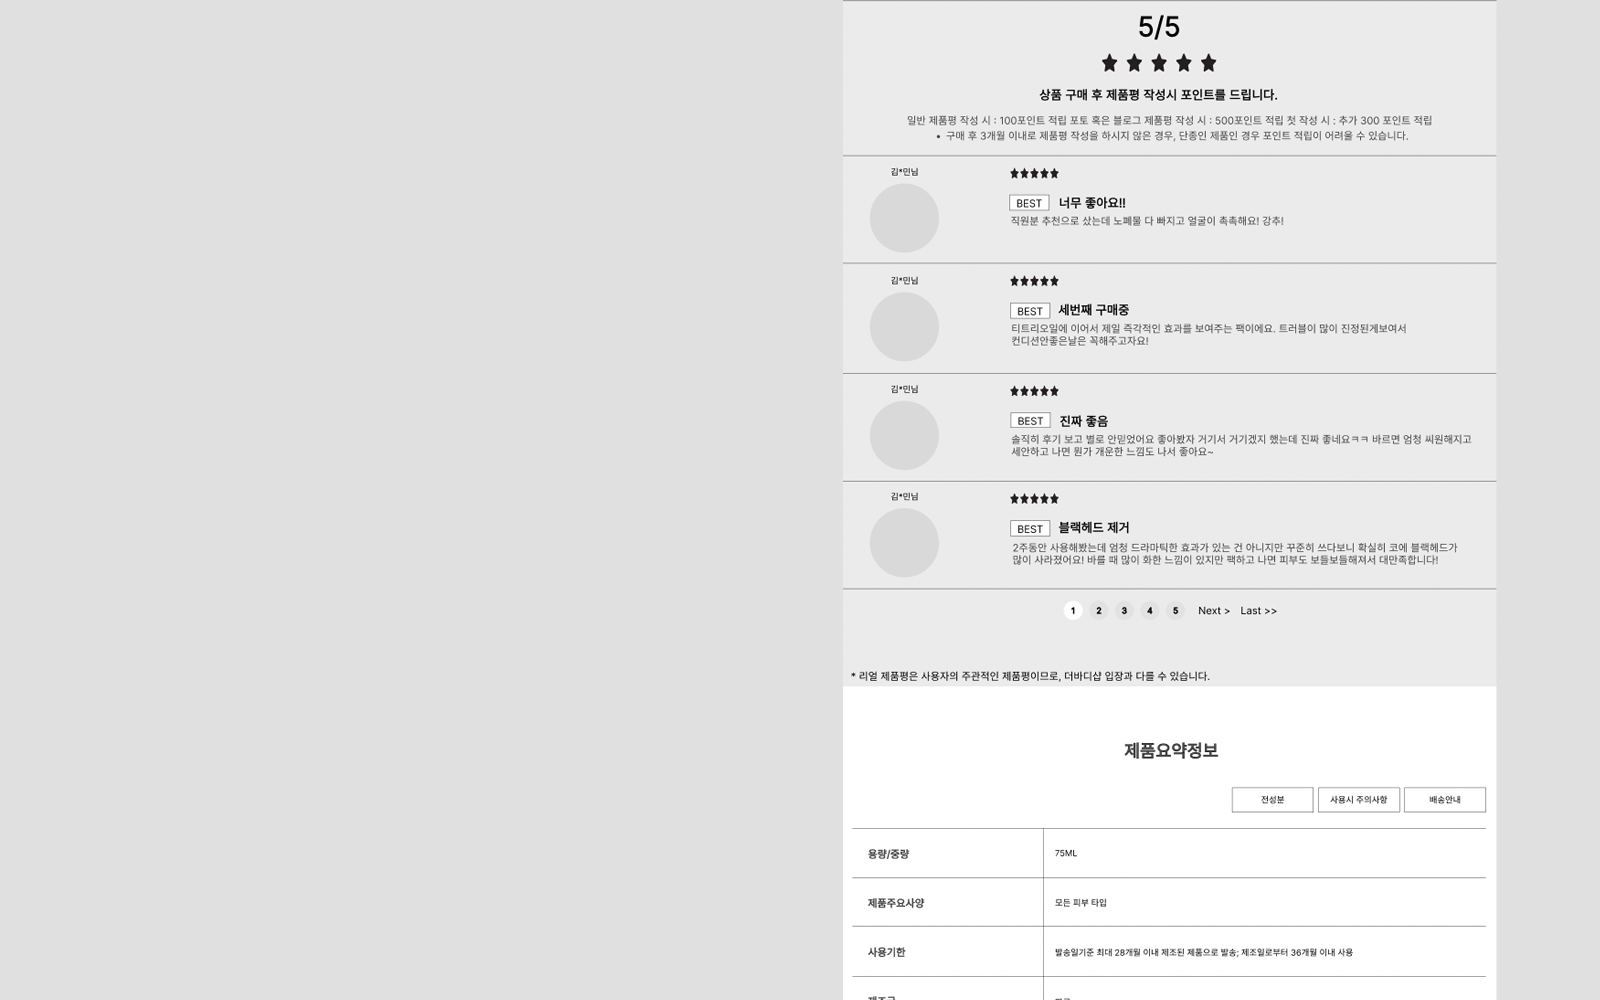 5/5
상품 구매 후 제품평 작성시 포인트를 드립니다.
일반 제품평 작성 시 : 100포인트 적립 포토 혹은 블로그 제품평 작성 시 : 500포인트 적립 첫 작성 시 : 추가 300 포인트 적립
• 구매 후 3개월 이내로 제품평 작성을 하시지 않은 경우, 단종인 제품인 경우 포인트 적립이 어려울 수 있습니다.
김*민님
BEST 너무 좋아요!!
직원분 추천으로 샀는데 노폐물 다 빠지고 얼굴이 촉촉해요! 강추!
김*민님
BEST 세번째 구매중
티트리오일에 이어서 제일 즉각적인 효과를 보여주는 팩이에요. 트러블이 많이 진정된게보여서
컨디션안좋은날은 꼭해주고자요!
김*민님
BEST 진짜 좋음
솔직히 후기 보고 별로 안믿었어요 좋아봤자 거기서 거기겠지 했는데 진짜 좋네요ㅋㅋ 바르면 엄청 씨원해지고
세안하고 나면 뭔가 개운한 느낌도 나서 좋아요~
김*민님
BEST 블랙헤드 제거
2주동안 사용해봤는데 엄청 드라마틱한 효과가 있는 건 아니지만 꾸준히 쓰다보니 확실히 코에 블랙헤드가
많이 사라졌어요! 바를 때 많이 화한 느낌이 있지만 팩하고 나면 피부도 보들보들해져서 대만족합니다!
1 2 3 4 5 Next > Last >>
* 리얼 제품평은 사용자의 주관적인 제품평이므로, 더바디샵 입장과 다를 수 있습니다.
제품요약정보
전성분 사용시 주의사항 배송안내
용량/중량 75ML
제품주요사양 모든 피부 타입
사용기한 발송일기준 최대 28개월 이내 제조된 제품으로 발송; 제조일로부터 36개월 이내 사용